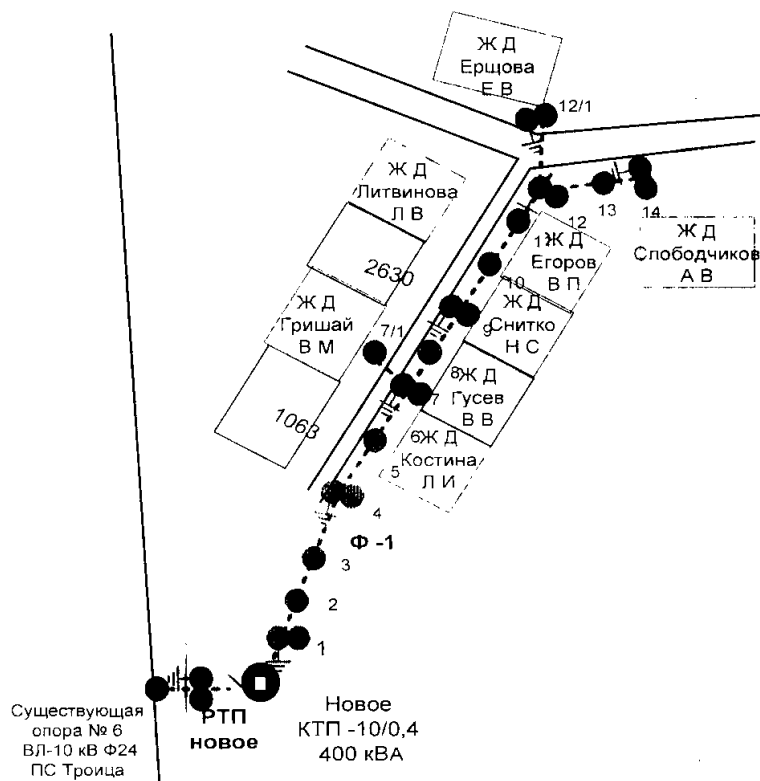 Ж Д
Ерщова
Е В
12/1
Ж Д
Литвинова
Л В
13
14
12
Ж Д
Слободчиков
А В
11
Ж Д
Егоров
В П
2630
10
Ж Д
Гришай
В М
7/1
9
Ж Д
Снитко
Н С
8
Ж Д
Гусев
В В
7
1063
6
Ж Д
Костина
Л И
5
4
Ф -1
3
2
1
Существующая
опора № 6
ВЛ-10 кВ Ф24
ПС Троица
РТП
новое
Новое
КТП -10/0,4
400 кВА